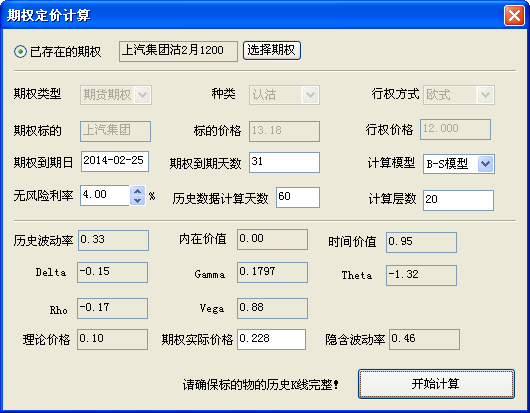 期权定价计算
已存在的期权 上汽集团沽2月1200 选择期权
期权类型 期货期权 种类 认沽 行权方式 欧式
期权标的 上汽集团 标的价格 13.18 行权价格 12.000
期权到期日 2014-02-25 期权到期天数 31 计算模型 B-S模型
无风险利率 4.00 % 历史数据计算天数 60 计算层数 20
历史波动率 0.33 内在价值 0.00 时间价值 0.95
Delta -0.15 Gamma 0.1797 Theta -1.32
Rho -0.17 Vega 0.88
理论价格 0.10 期权实际价格 0.228 隐含波动率 0.46
请确保标的物的历史K线完整! 开始计算